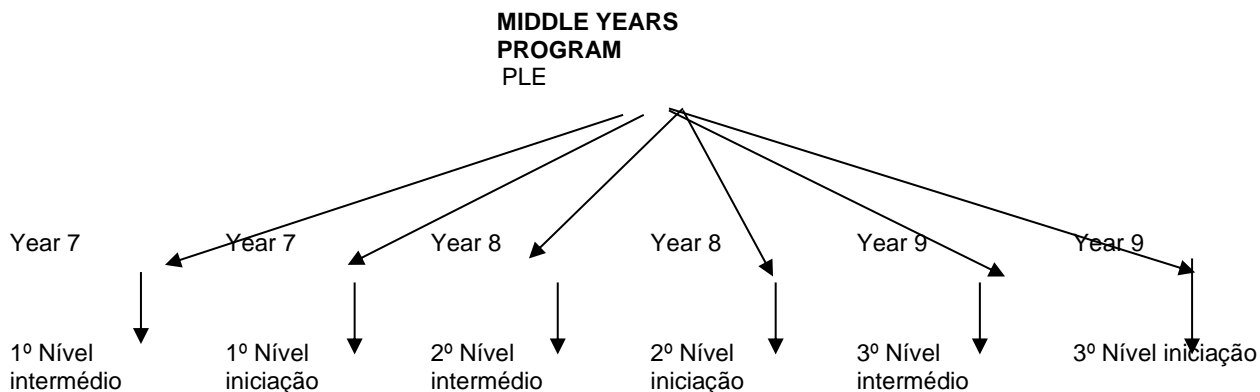 MIDDLE YEARS
PROGRAM
PLE
Year 7
Year 7
Year 8
Year 8
Year 9
Year 9
1º Nível
intermédio
1º Nível
iniciação
2º Nível
intermédio
2º Nível
iniciação
3º Nível
intermédio
3º Nível iniciação